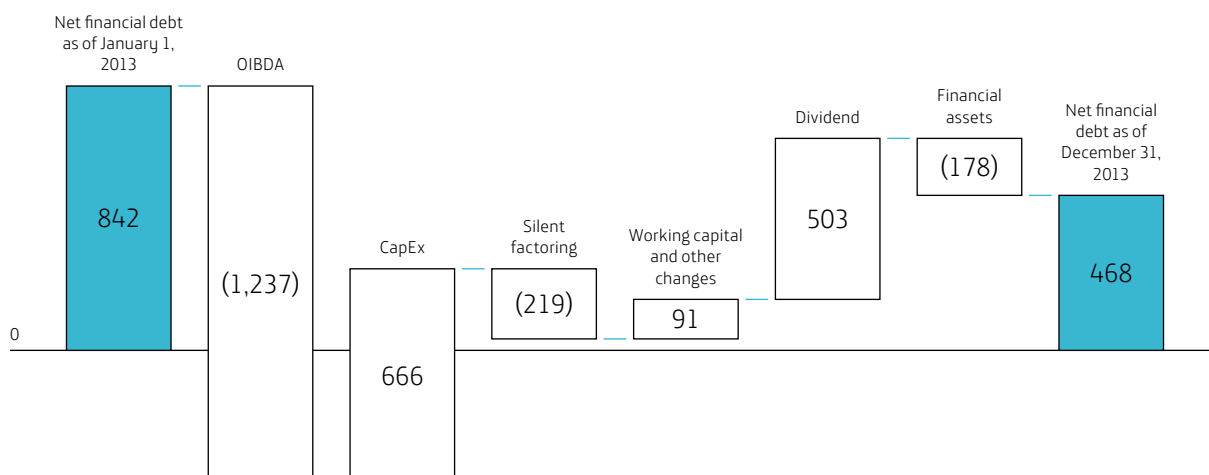 Net financial debt
as of January 1,
2013
842
OIBDA
(1,237)
CapEx
666
Silent
factoring
(219)
Working capital
and other
changes
91
Dividend
503
Financial
assets
(178)
Net financial
debt as of
December 31,
2013
468
0